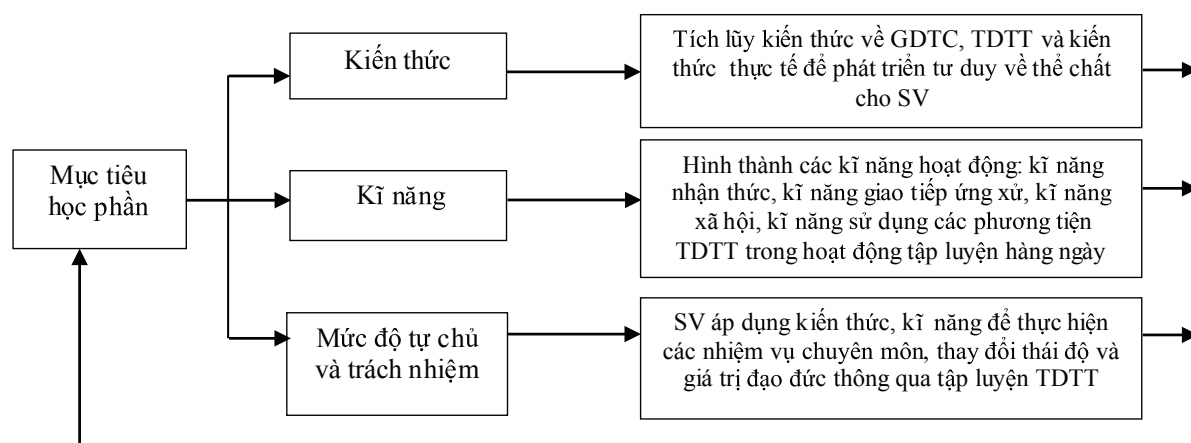 Kiến thức
Tích lũy kiến thức về GDTC, TDTT và kiến
thức thực tế để phát triển tư duy về thể chất
cho SV
Mục tiêu
học phần
Kĩ năng
Hình thành các kĩ năng hoạt động: kĩ năng
nhận thức, kĩ năng giao tiếp ứng xử, kĩ năng
xã hội, kĩ năng sử dụng các phương tiện
TDTT trong hoạt động tập luyện hàng ngày
Mức độ tự chủ
và trách nhiệm
SV áp dụng kiến thức, kĩ năng để thực hiện
các nhiệm vụ chuyên môn, thay đổi thái độ và
giá trị đạo đức thông qua tập luyện TDTT